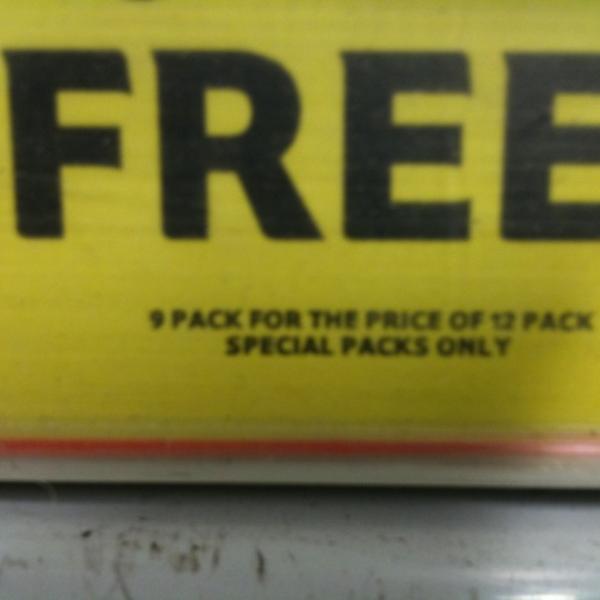 FREE
9 PACK FOR THE PRICE OF 12 PACK
SPECIAL PACKS ONLY